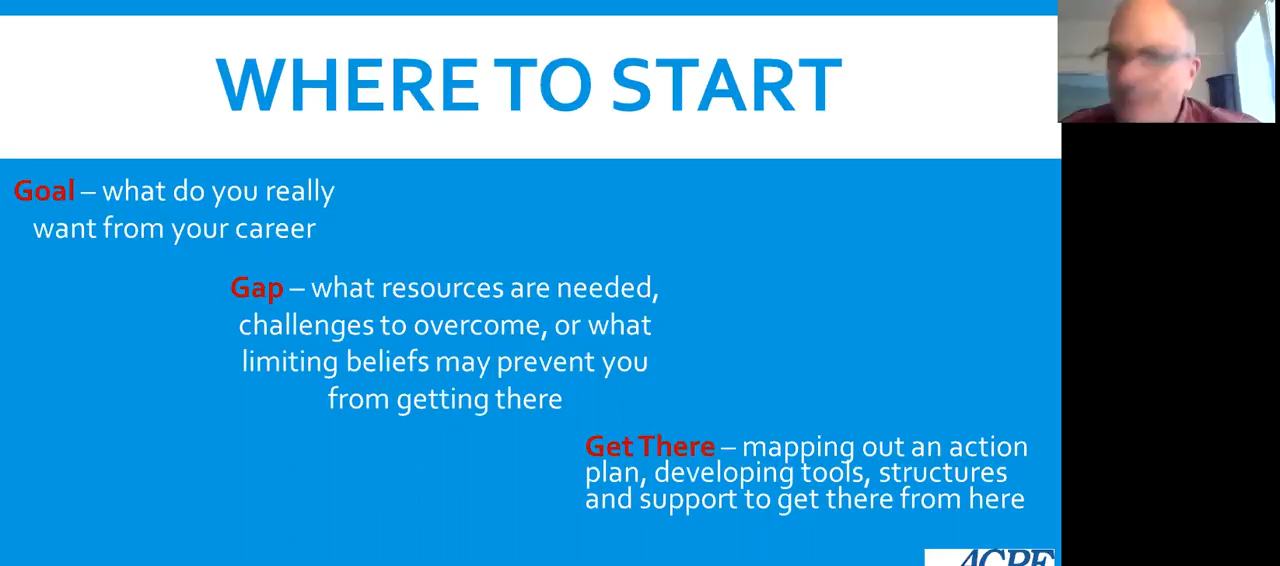 WHERE TO START
Goal – what do you really
want from your career
Gap – what resources are needed,
challenges to overcome, or what
limiting beliefs may prevent you
from getting there
Get There – mapping out an action
plan, developing tools, structures
and support to get there from here